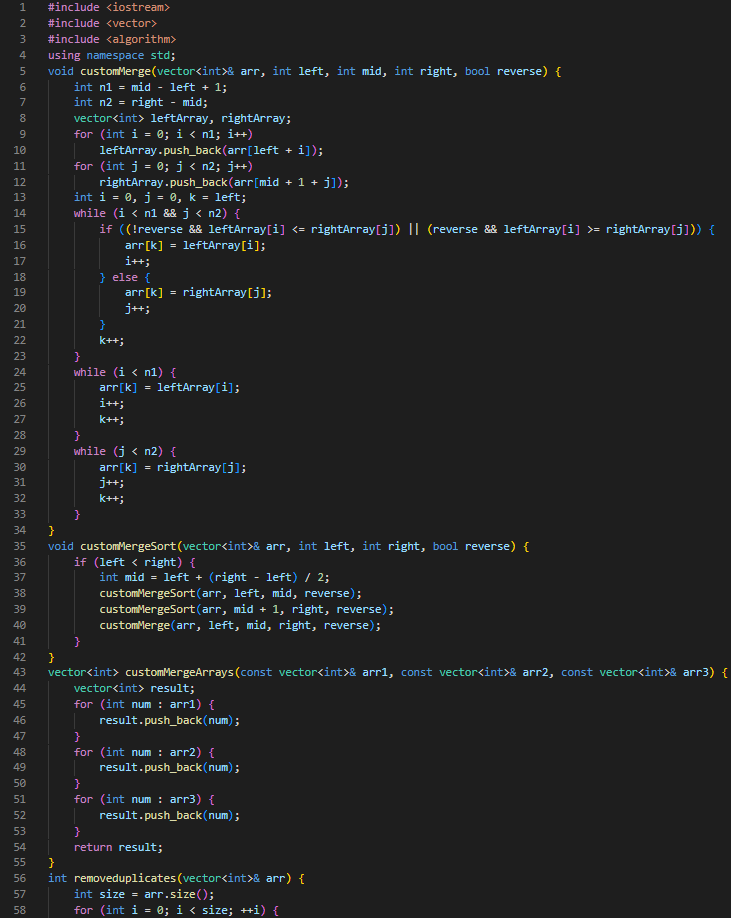 1 #include <iostream>
2 #include <vector>
3 #include <algorithm>
4 using namespace std;
5 void customMerge(vector<int>& arr, int left, int mid, int right, bool reverse) {
6     int n1 = mid - left + 1;
7     int n2 = right - mid;
8     vector<int> leftArray, rightArray;
9     for (int i = 0; i < n1; i++)
10         leftArray.push_back(arr[left + i]);
11     for (int j = 0; j < n2; j++)
12         rightArray.push_back(arr[mid + 1 + j]);
13     int i = 0, j = 0, k = left;
14     while (i < n1 && j < n2) {
15         if ((!reverse && leftArray[i] <= rightArray[j]) || (reverse && leftArray[i] >= rightArray[j])) {
16             arr[k] = leftArray[i];
17             i++;
18         } else {
19             arr[k] = rightArray[j];
20             j++;
21         }
22         k++;
23     }
24     while (i < n1) {
25         arr[k] = leftArray[i];
26         i++;
27         k++;
28     }
29     while (j < n2) {
30         arr[k] = rightArray[j];
31         j++;
32         k++;
33     }
34 }
35 void customMergeSort(vector<int>& arr, int left, int right, bool reverse) {
36     if (left < right) {
37         int mid = left + (right - left) / 2;
38         customMergeSort(arr, left, mid, reverse);
39         customMergeSort(arr, mid + 1, right, reverse);
40         customMerge(arr, left, mid, right, reverse);
41     }
42 }
43 vector<int> customMergeArrays(const vector<int>& arr1, const vector<int>& arr2, const vector<int>& arr3) {
44     vector<int> result;
45     for (int num : arr1) {
46         result.push_back(num);
47     }
48     for (int num : arr2) {
49         result.push_back(num);
50     }
51     for (int num : arr3) {
52         result.push_back(num);
53     }
54     return result;
55 }
56 int removeduplicates(vector<int>& arr) {
57     int size = arr.size();
58     for (int i = 0; i < size; ++i) {